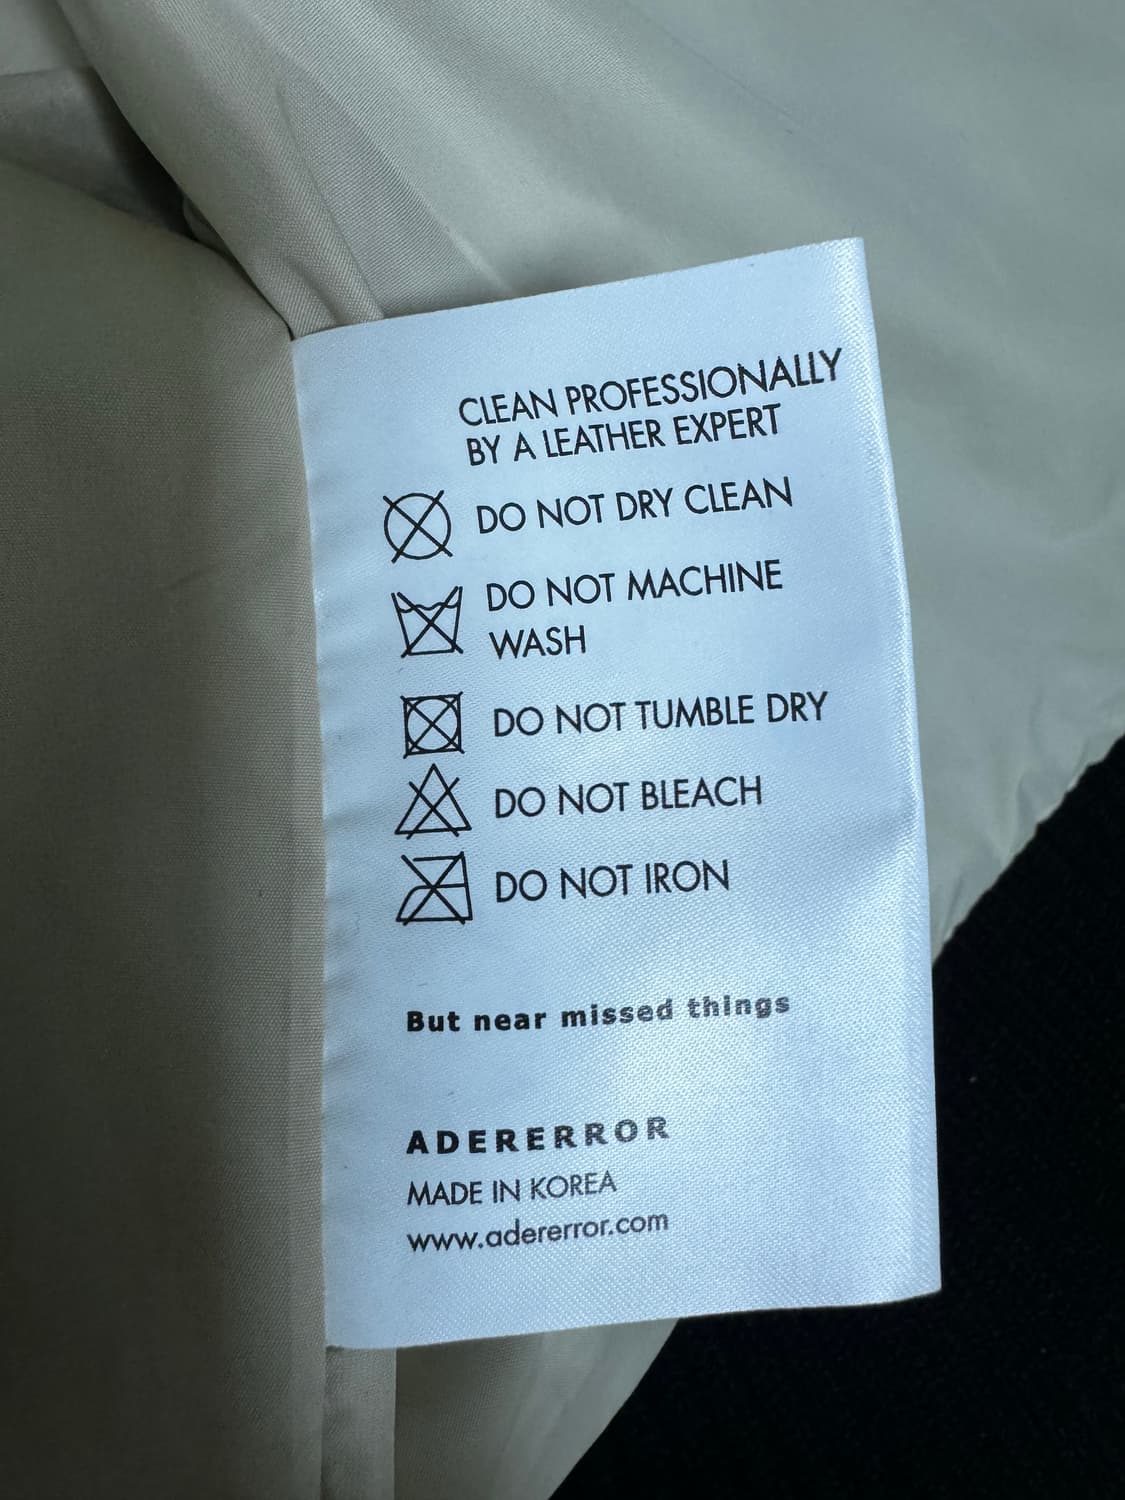 CLEAN PROFESSIONALLY
BY A LEATHER EXPERT
DO NOT DRY CLEAN
DO NOT MACHINE
WASH
DO NOT TUMBLE DRY
DO NOT BLEACH
DO NOT IRON
But near missed things
ADERERROR
MADE IN KOREA
www.adererror.com